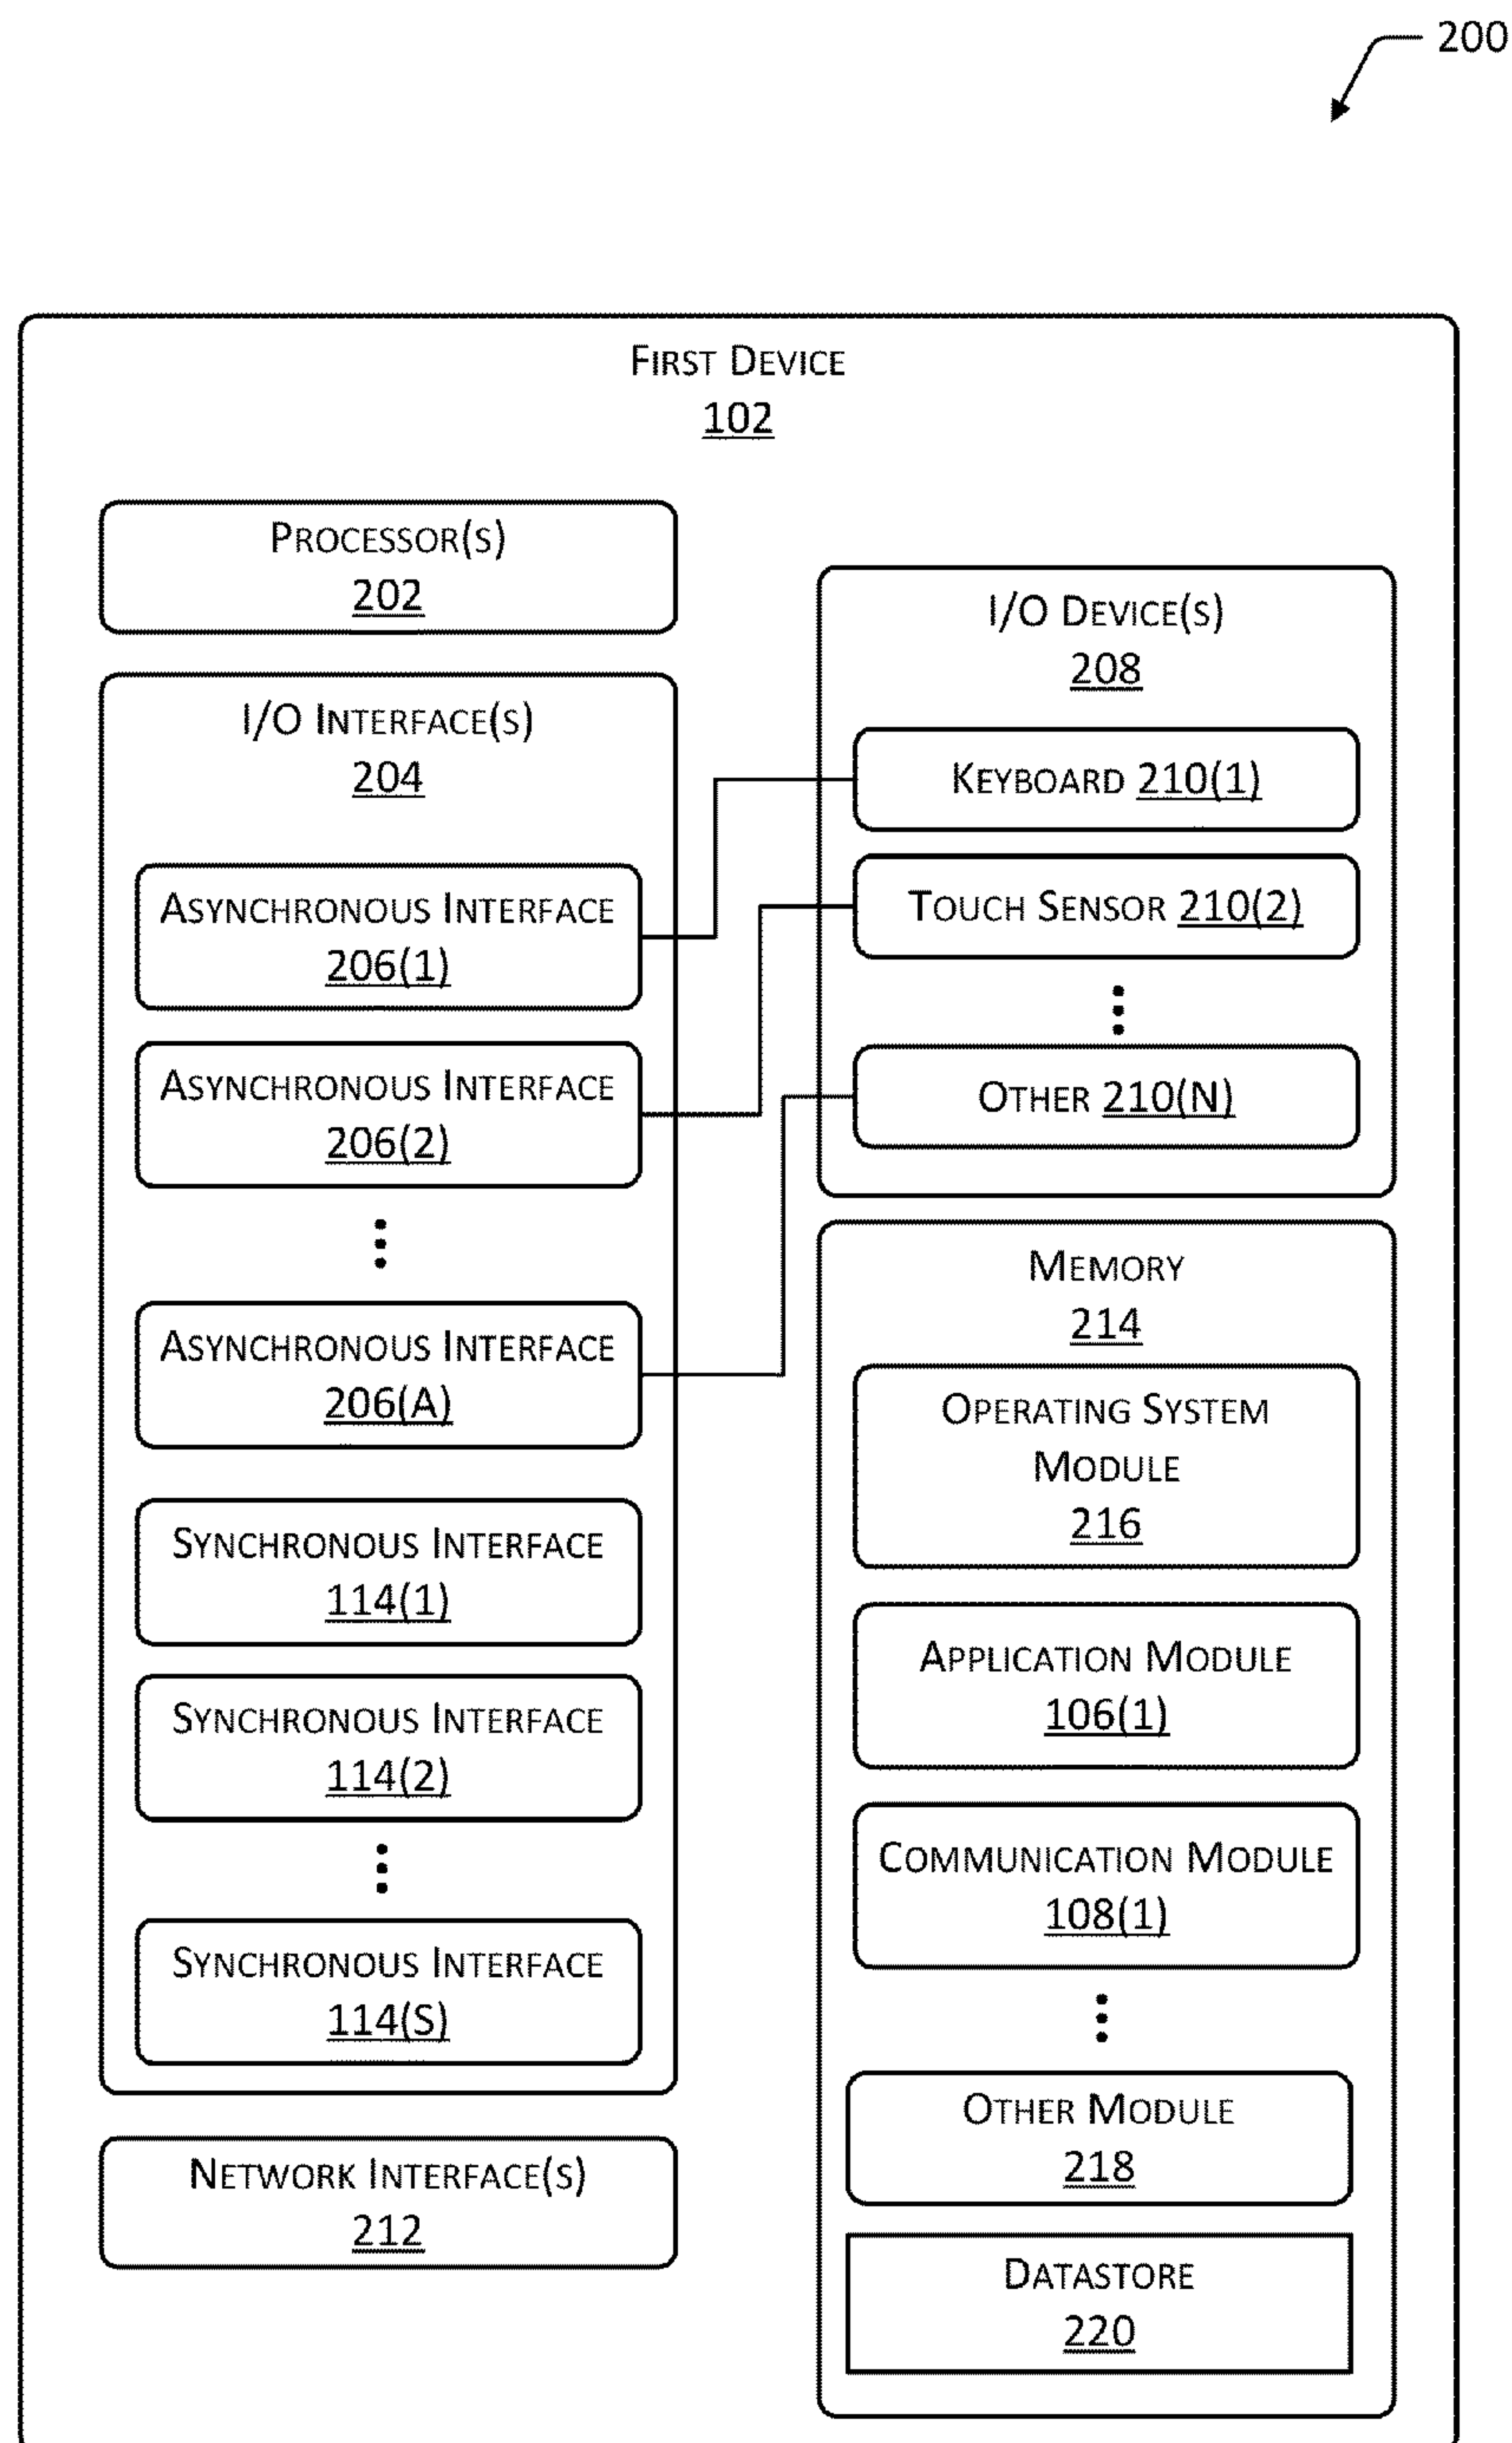 200
First Device
102
Processor(s)
202
I/O Interface(s)
204
Asynchronous Interface
206(1)
Asynchronous Interface
206(2)
Asynchronous Interface
206(A)
Synchronous Interface
114(1)
Synchronous Interface
114(2)
Synchronous Interface
114(S)
Network Interface(s)
212
I/O Device(s)
208
Keyboard 210(1)
Touch Sensor 210(2)
Other 210(N)
Memory
214
Operating System
Module
216
Application Module
106(1)
Communication Module
108(1)
Other Module
218
Datastore
220